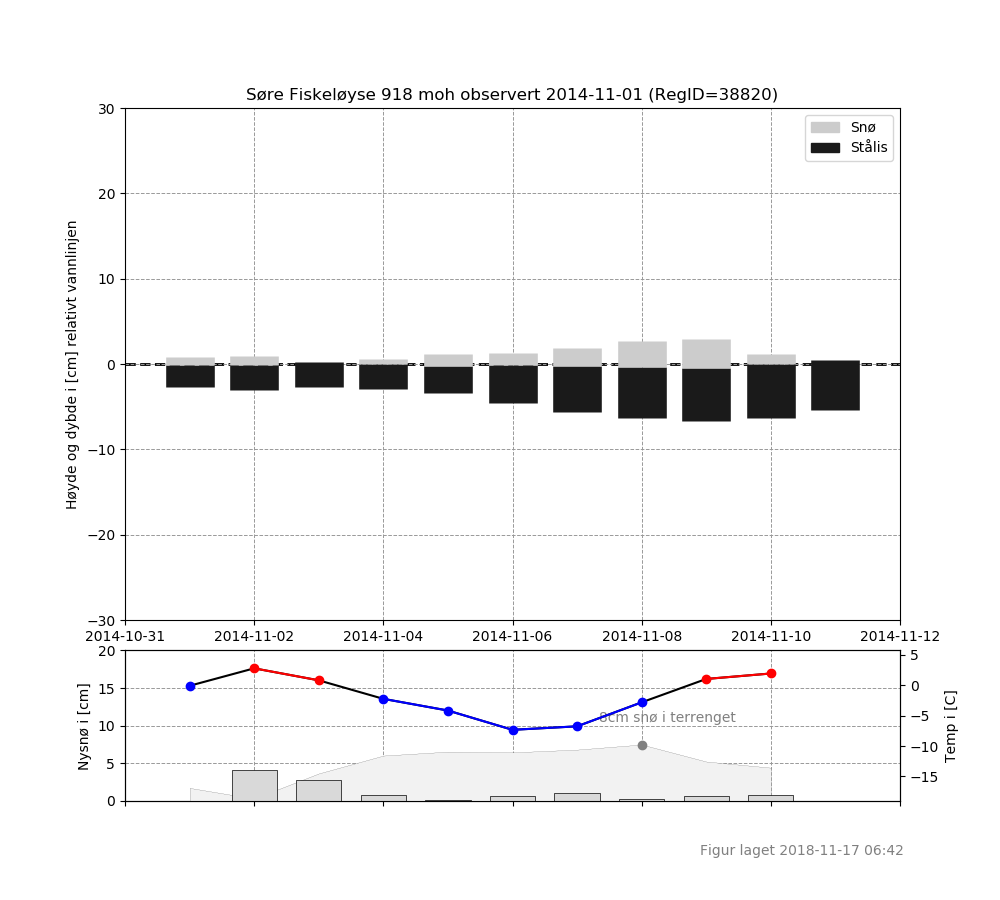 Søre Fiskeløyse 918 moh observert 2014-11-01 (RegID=38820)
Snø
Stålis
Høyde og dybde i [cm] relativt vannlinjen
30
20
10
0
−10
−20
−30
2014-10-31 2014-11-02 2014-11-04 2014-11-06 2014-11-08 2014-11-10 2014-11-12
Nysnø i [cm]
20
15
10
5
0
8cm snø i terrenget
5
0
−5
−10
−15
Temp i [C]
Figur laget 2018-11-17 06:42